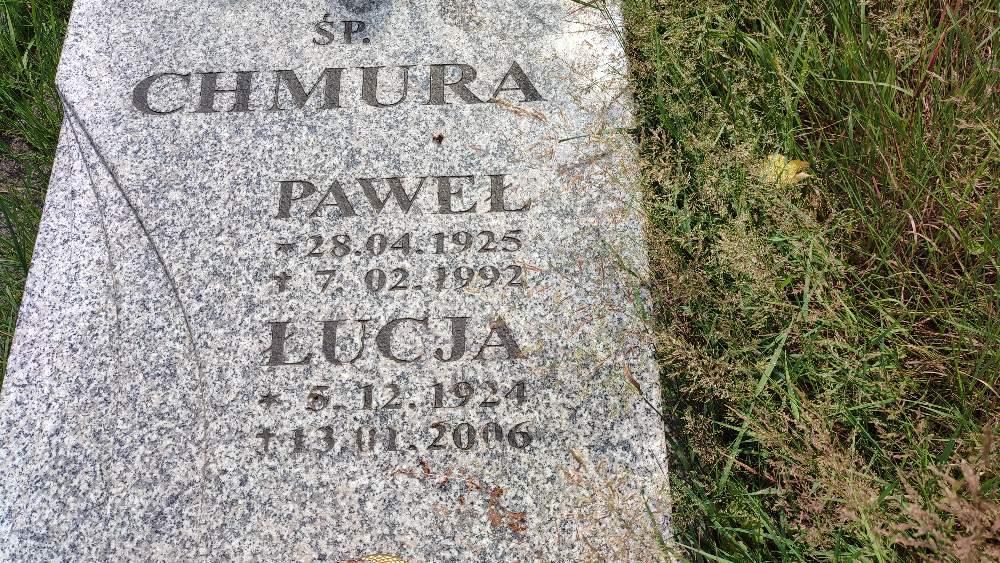 ŚP.
CHMURA
PAWEŁ
* 28.04.1925
† 7. 02.1992
ŁUCJA
* 5.12.1924
† 13.01.2006